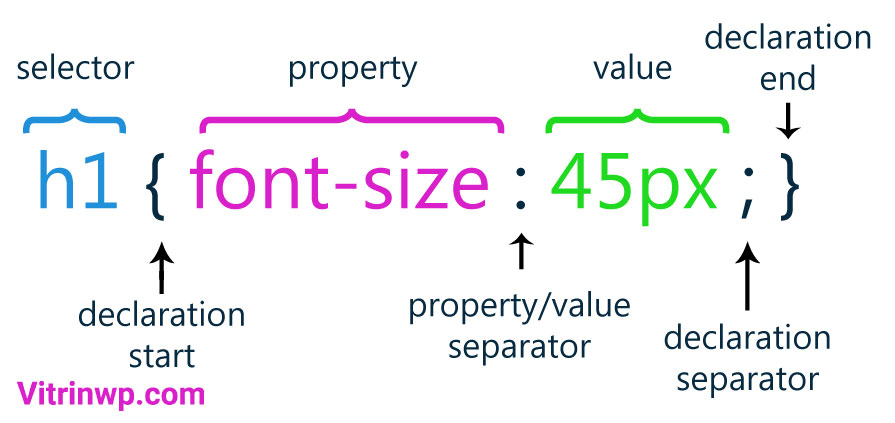 selector
property
value
declaration
end
h1 { font-size : 45px ; }
declaration
start
property/value
separator
declaration
separator
Vitrinwp.com